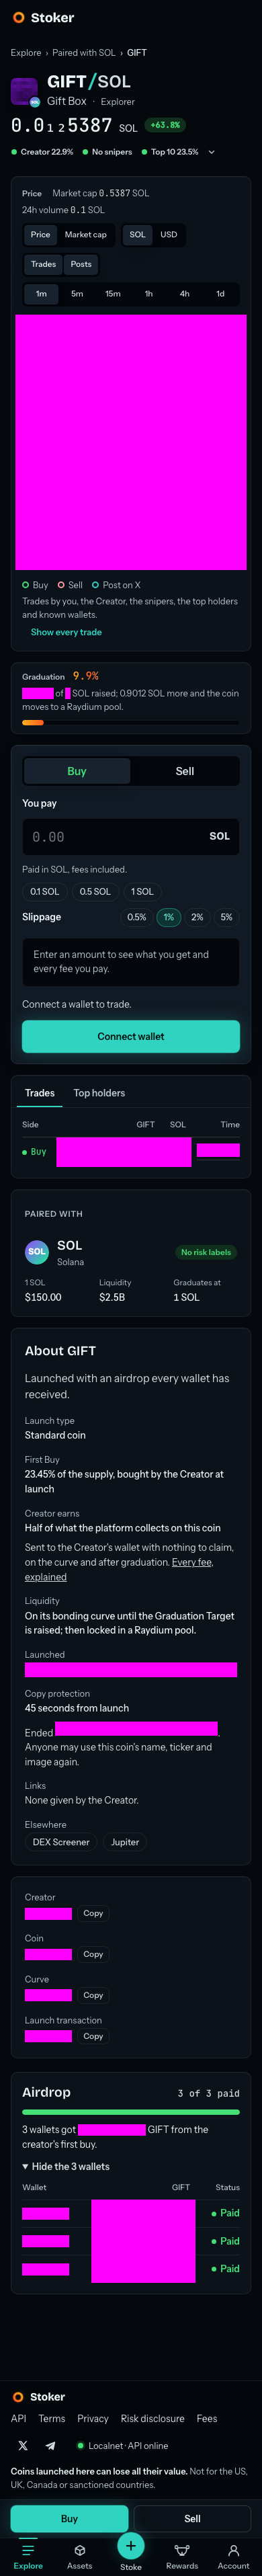 Stoker
Explore › Paired with SOL › GIFT
GIFT/SOL
SOL
Gift Box · Explorer
0.0₁₂5387 SOL +63.8%
Creator 22.9% No snipers Top 10 23.5%
Price Market cap 0.5387 SOL
24h volume 0.1 SOL
Price Market cap SOL USD
Trades Posts
1m 5m 15m 1h 4h 1d
Buy Sell Post on X
Trades by you, the Creator, the snipers, the top holders
and known wallets.
Show every trade
Graduation 9.9%
of SOL raised; 0.9012 SOL more and the coin
moves to a Raydium pool.
Buy Sell
You pay
0.00 SOL
Paid in SOL, fees included.
0.1 SOL 0.5 SOL 1 SOL
Slippage 0.5% 1% 2% 5%
Enter an amount to see what you get and
every fee you pay.
Connect a wallet to trade.
Connect wallet
Trades Top holders
Side GIFT SOL Time
Buy
PAIRED WITH
SOL SOL
Solana
No risk labels
1 SOL Liquidity Graduates at
$150.00 $2.5B 1 SOL
About GIFT
Launched with an airdrop every wallet has
received.
Launch type
Standard coin
First Buy
23.45% of the supply, bought by the Creator at
launch
Creator earns
Half of what the platform collects on this coin
Sent to the Creator's wallet with nothing to claim,
on the curve and after graduation. Every fee,
explained
Liquidity
On its bonding curve until the Graduation Target
is raised; then locked in a Raydium pool.
Launched
Copy protection
45 seconds from launch
Ended .
Anyone may use this coin's name, ticker and
image again.
Links
None given by the Creator.
Elsewhere
DEX Screener Jupiter
Creator
Copy
Coin
Copy
Curve
Copy
Launch transaction
Copy
Airdrop 3 of 3 paid
3 wallets got GIFT from the
creator's first buy.
▼ Hide the 3 wallets
Wallet GIFT Status
Paid
Paid
Paid
Stoker
API Terms Privacy Risk disclosure Fees
Localnet · API online
Coins launched here can lose all their value. Not for the US,
UK, Canada or sanctioned countries.
Buy Sell
Explore Assets Stoke Rewards Account